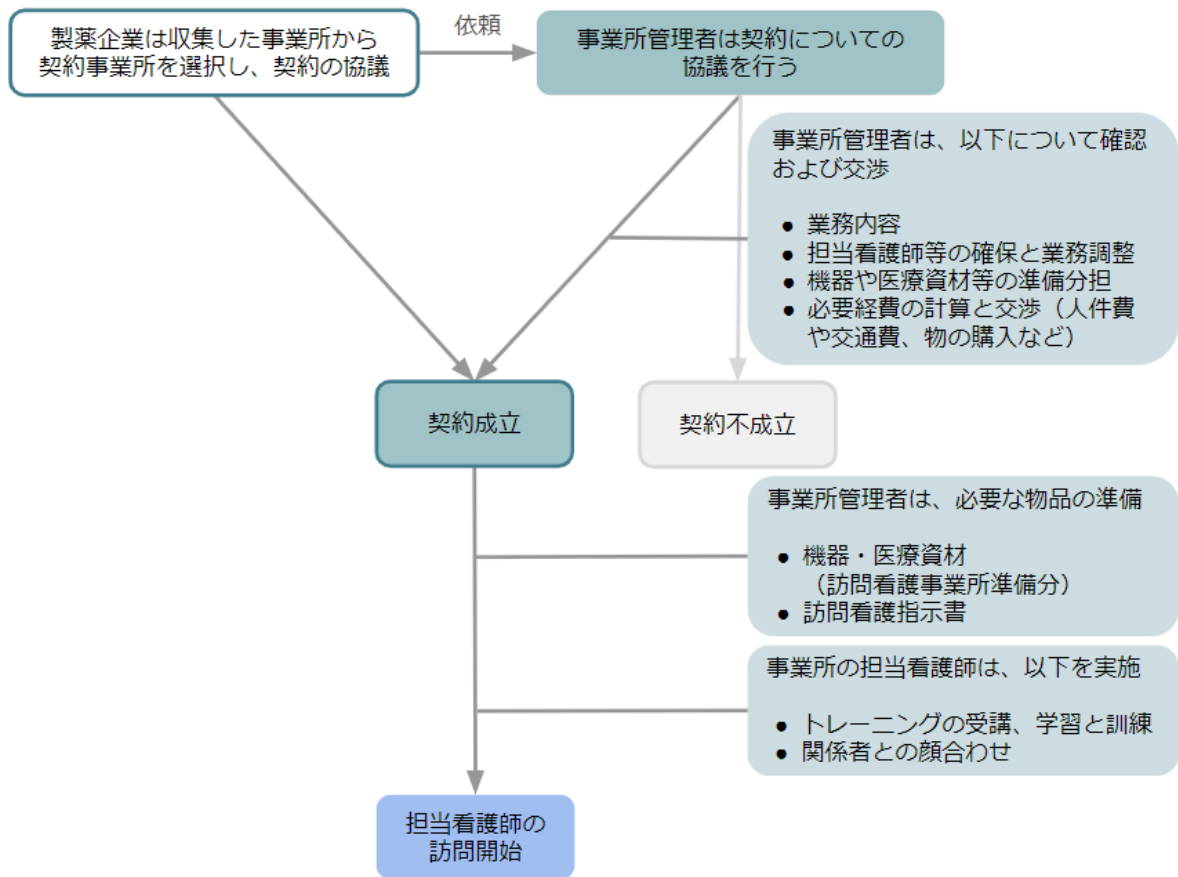 製薬企業は収集した事業所から
契約事業所を選択し、契約の協議
依頼
事業所管理者は契約についての
協議を行う
事業所管理者は、以下について確認
および交渉
● 業務内容
● 担当看護師等の確保と業務調整
● 機器や医療資材等の準備分担
● 必要経費の計算と交渉（人件費
や交通費、物の購入など）
契約成立
契約不成立
事業所管理者は、必要な物品の準備
● 機器・医療資材
（訪問看護事業所準備分）
● 訪問看護指示書
事業所の担当看護師は、以下を実施
● トレーニングの受講、学習と訓練
● 関係者との顔合わせ
担当看護師の
訪問開始